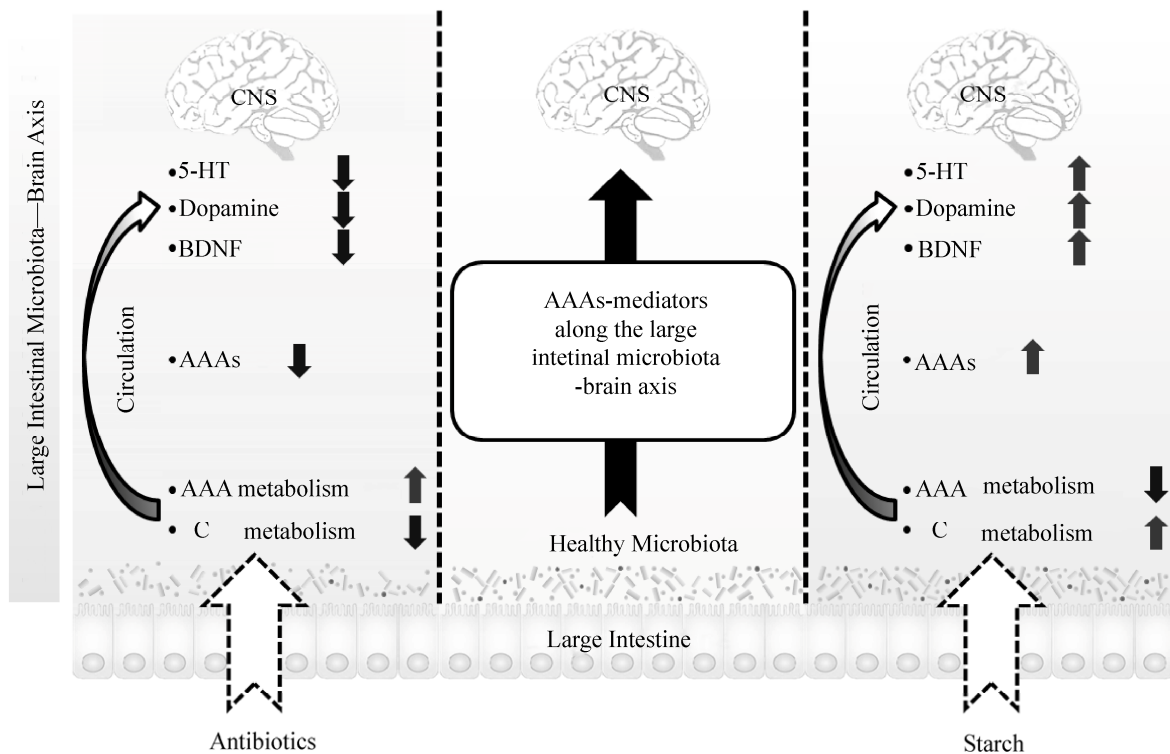 Large Intestinal Microbiota—Brain Axis
CNS
•5-HT
•Dopamine
•BDNF
Circulation
•AAAs
•AAA metabolism
• C metabolism
Antibiotics
CNS
AAAs-mediators
along the large
intetinal microbiota
-brain axis
Healthy Microbiota
Large Intestine
CNS
•5-HT
•Dopamine
•BDNF
Circulation
•AAAs
•AAA metabolism
• C metabolism
Starch